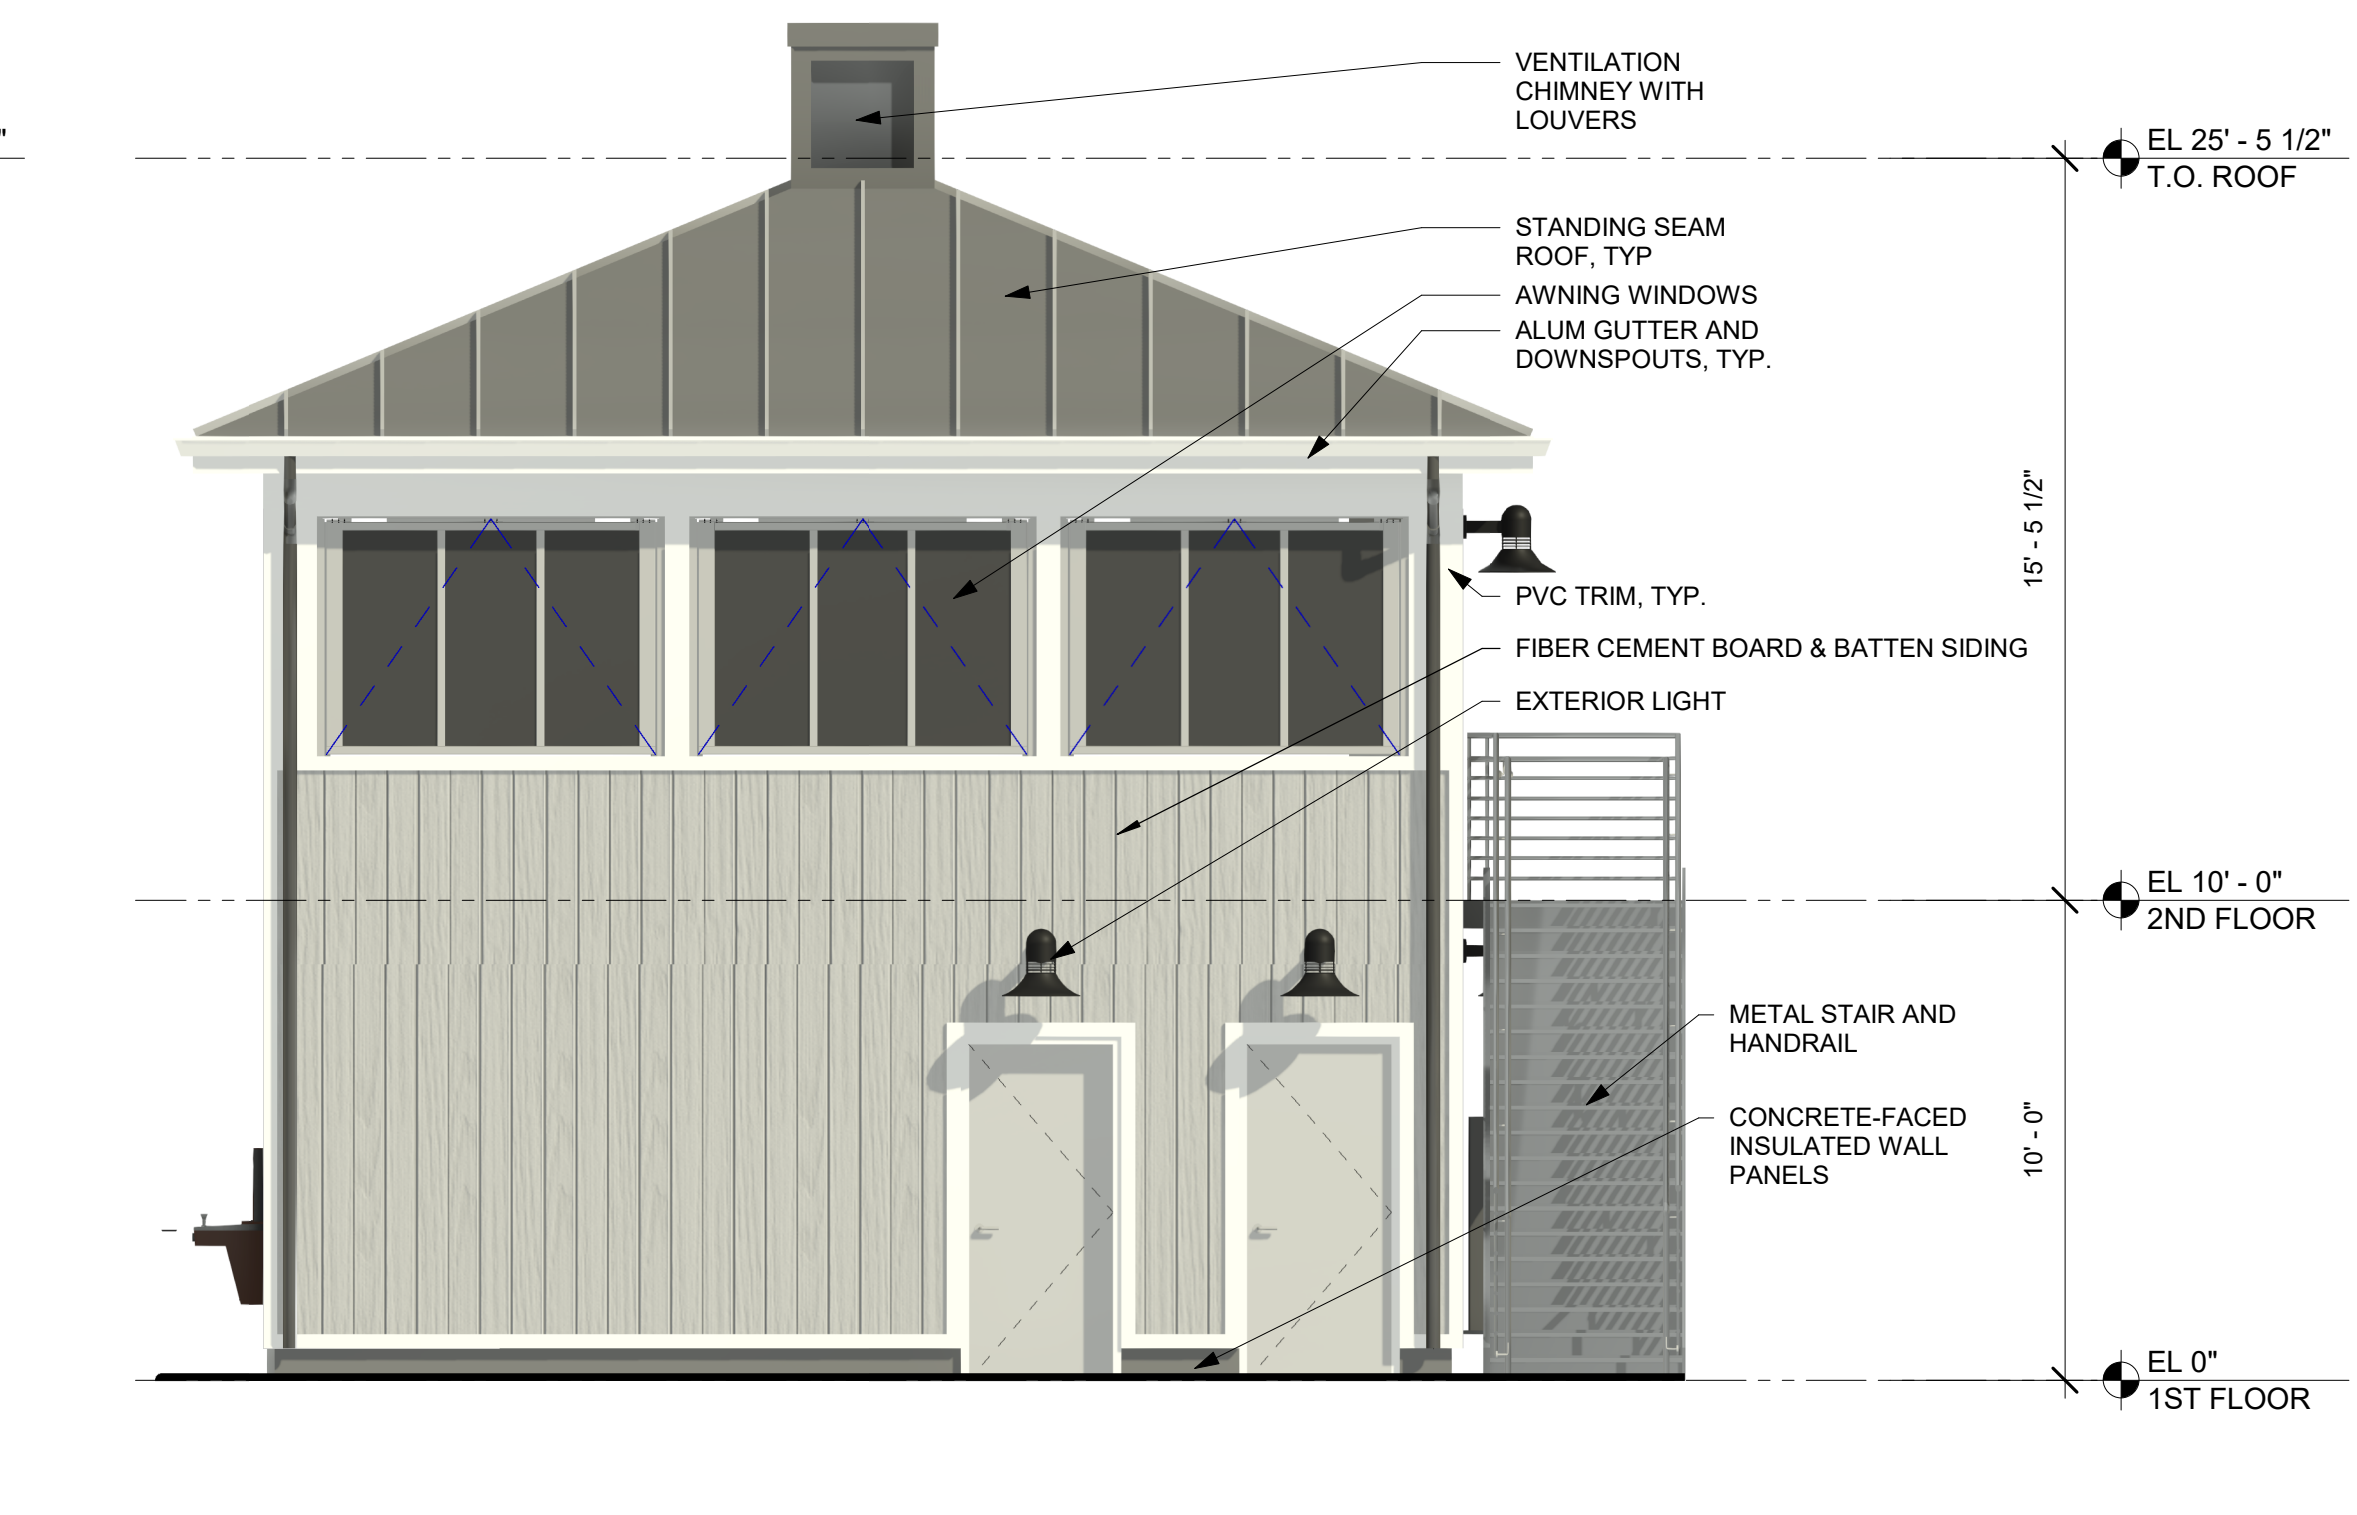 "
VENTILATION
CHIMNEY WITH
LOUVERS
EL 25' - 5 1/2"
T.O. ROOF
STANDING SEAM
ROOF, TYP
AWNING WINDOWS
ALUM GUTTER AND
DOWNSPOUTS, TYP.
15' - 5 1/2"
PVC TRIM, TYP.
FIBER CEMENT BOARD & BATTEN SIDING
EXTERIOR LIGHT
EL 10' - 0"
2ND FLOOR
METAL STAIR AND
HANDRAIL
CONCRETE-FACED
INSULATED WALL
PANELS
10' - 0"
EL 0"
1ST FLOOR